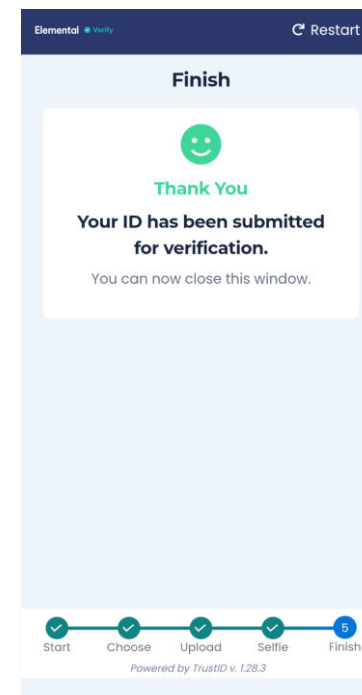 Elemental Verify
Restart
Finish
Thank You
Your ID has been submitted
for verification.
You can now close this window.
5
Start
Choose
Upload
Selfie
Finish
Powered by TrustID v. 1.28.3